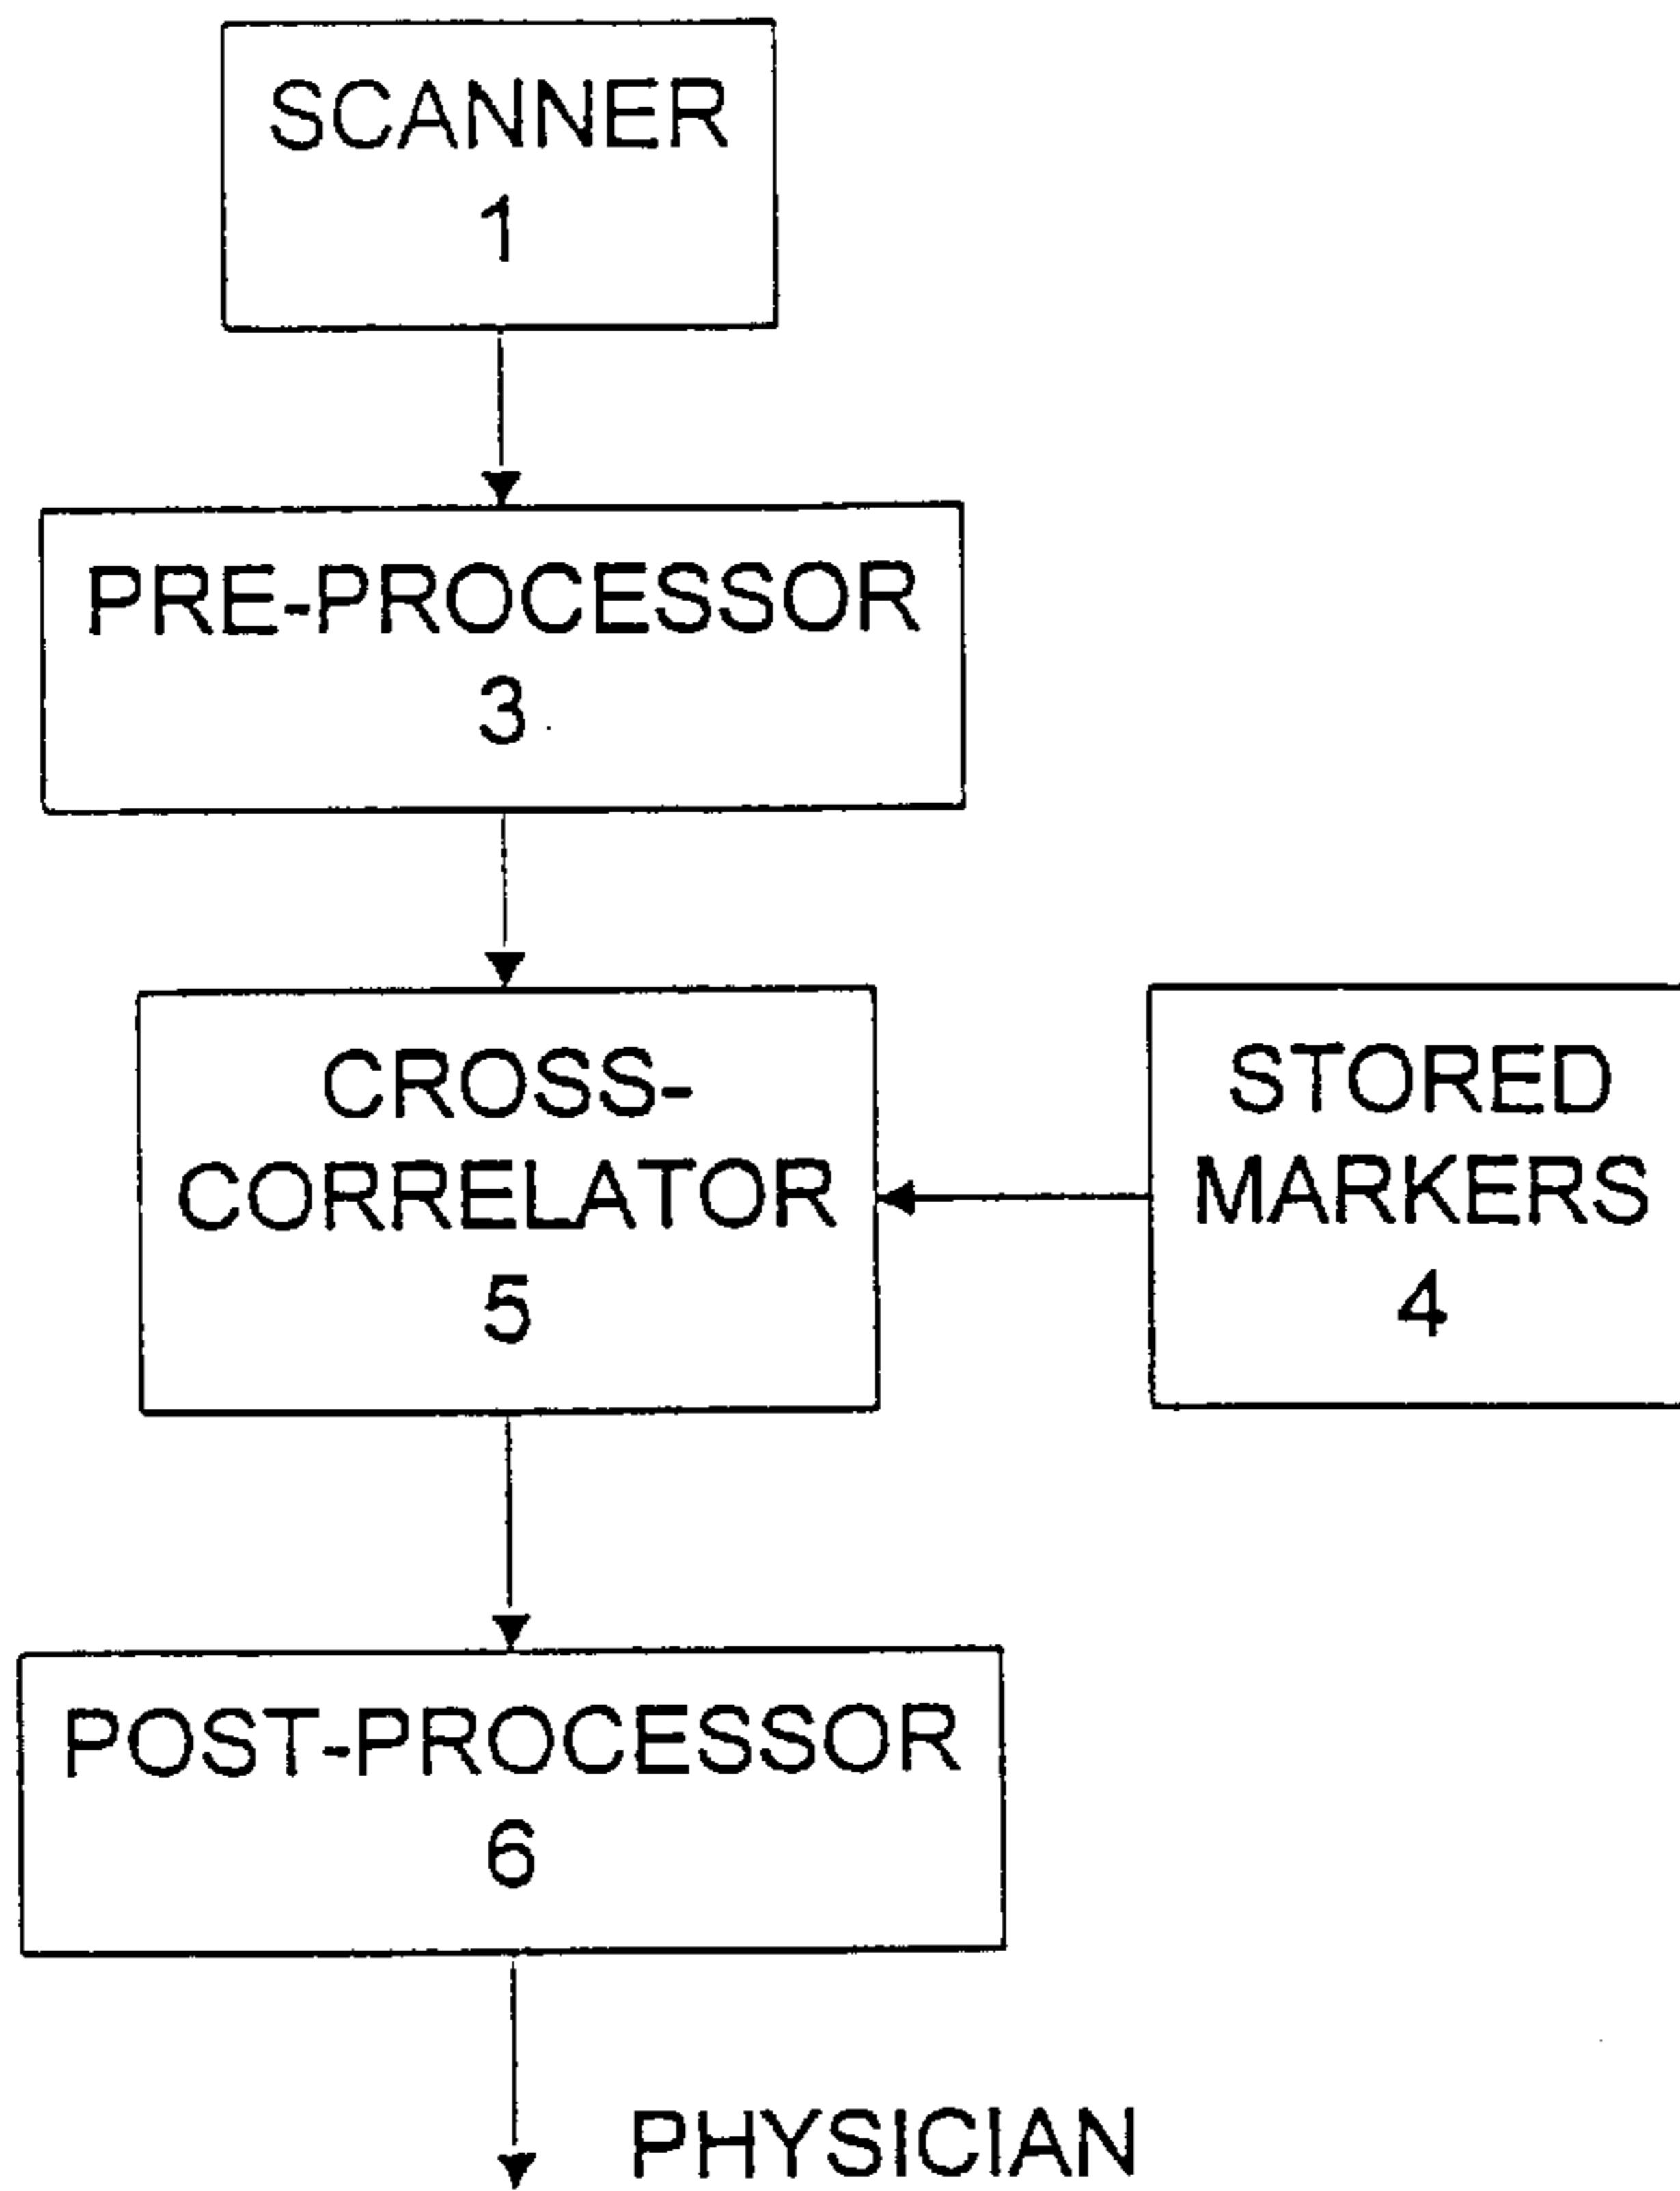 SCANNER
1
PRE-PROCESSOR
3
CROSS-
CORRELATOR
5
STORED
MARKERS
4
POST-PROCESSOR
6
PHYSICIAN